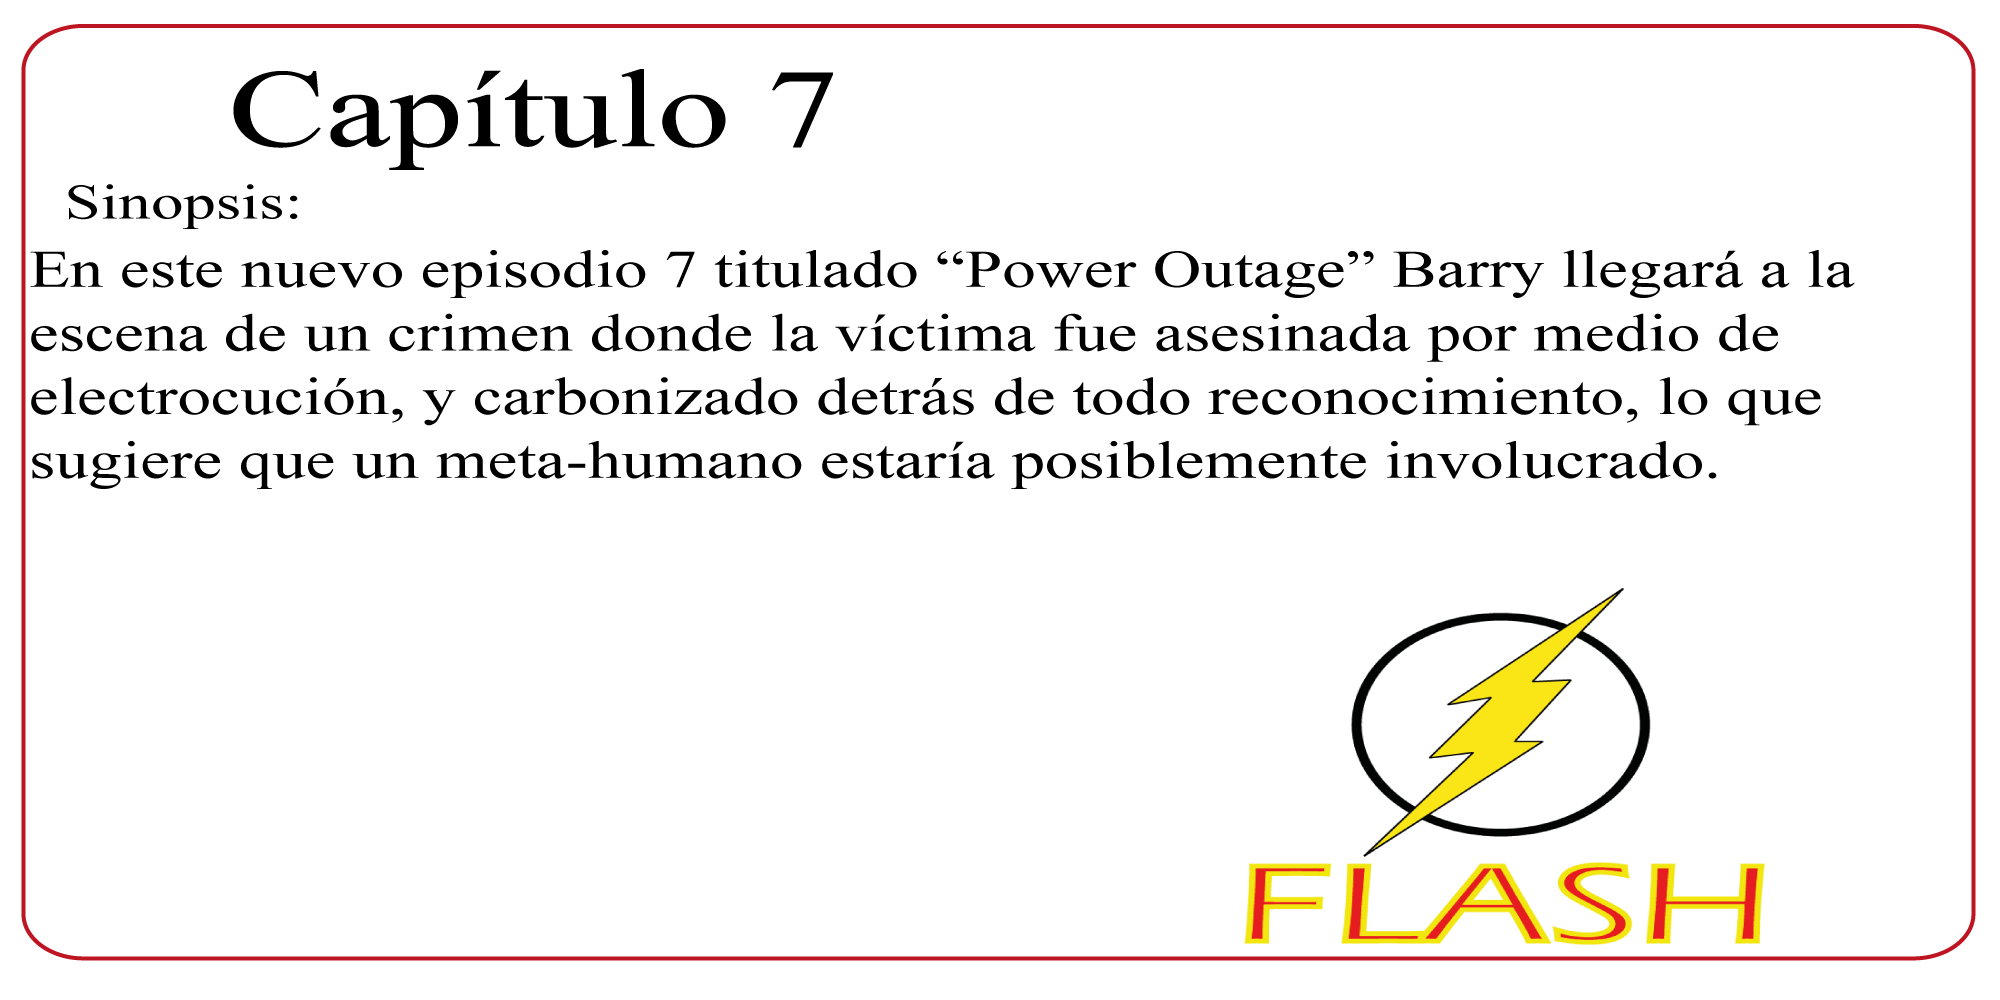 Capítulo 7
Sinopsis:
En este nuevo episodio 7 titulado “Power Outage” Barry llegará a la
escena de un crimen donde la víctima fue asesinada por medio de
electrocución, y carbonizado detrás de todo reconocimiento, lo que
sugiere que un meta-humano estaría posiblemente involucrado.
FLASH